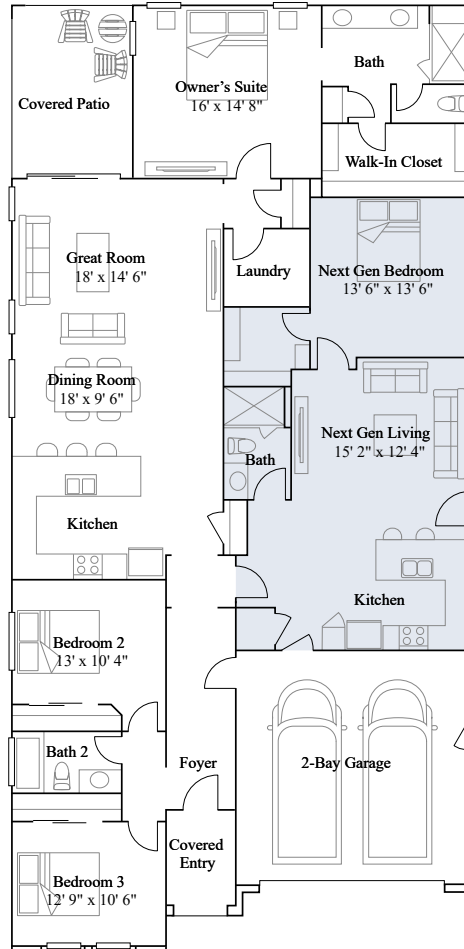 Bath
Owner's Suite
16' x 14' 8"
Covered Patio
Walk-In Closet
Great Room
18' x 14' 6"
Laundry
Next Gen Bedroom
13' 6" x 13' 6"
Dining Room
18' x 9' 6"
Next Gen Living
15' 2" x 12' 4"
Bath
Kitchen
Kitchen
Bedroom 2
13' x 10' 4"
Bath 2
Foyer
2-Bay Garage
Covered
Entry
Bedroom 3
12' 9" x 10' 6"